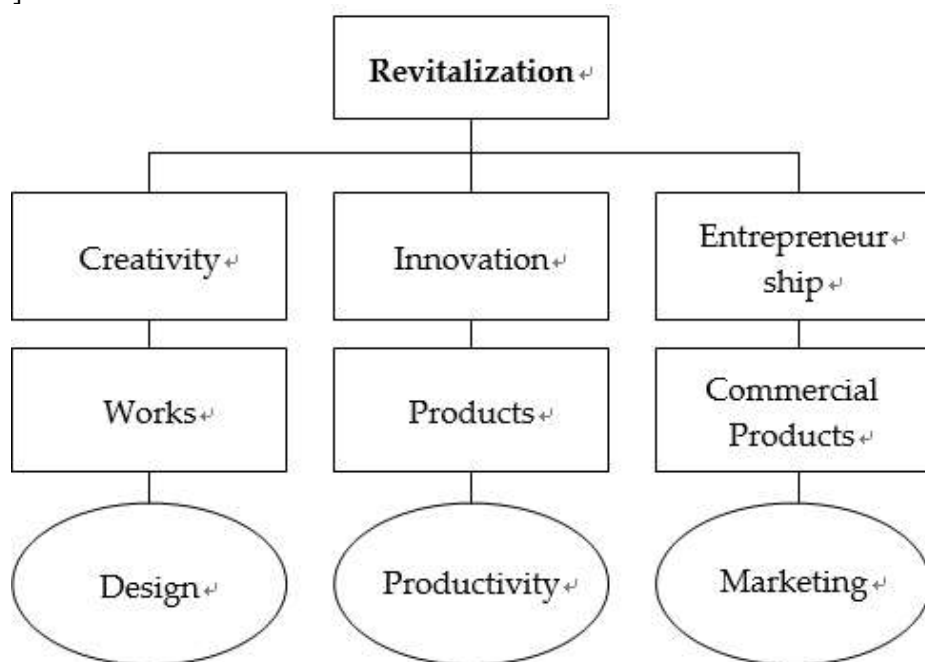 ]
Revitalization↵
Creativity↵
Innovation↵
Entrepreneur↵
ship↵
Works↵
Products↵
Commercial
Products↵
Design↵
Productivity↵
Marketing↵